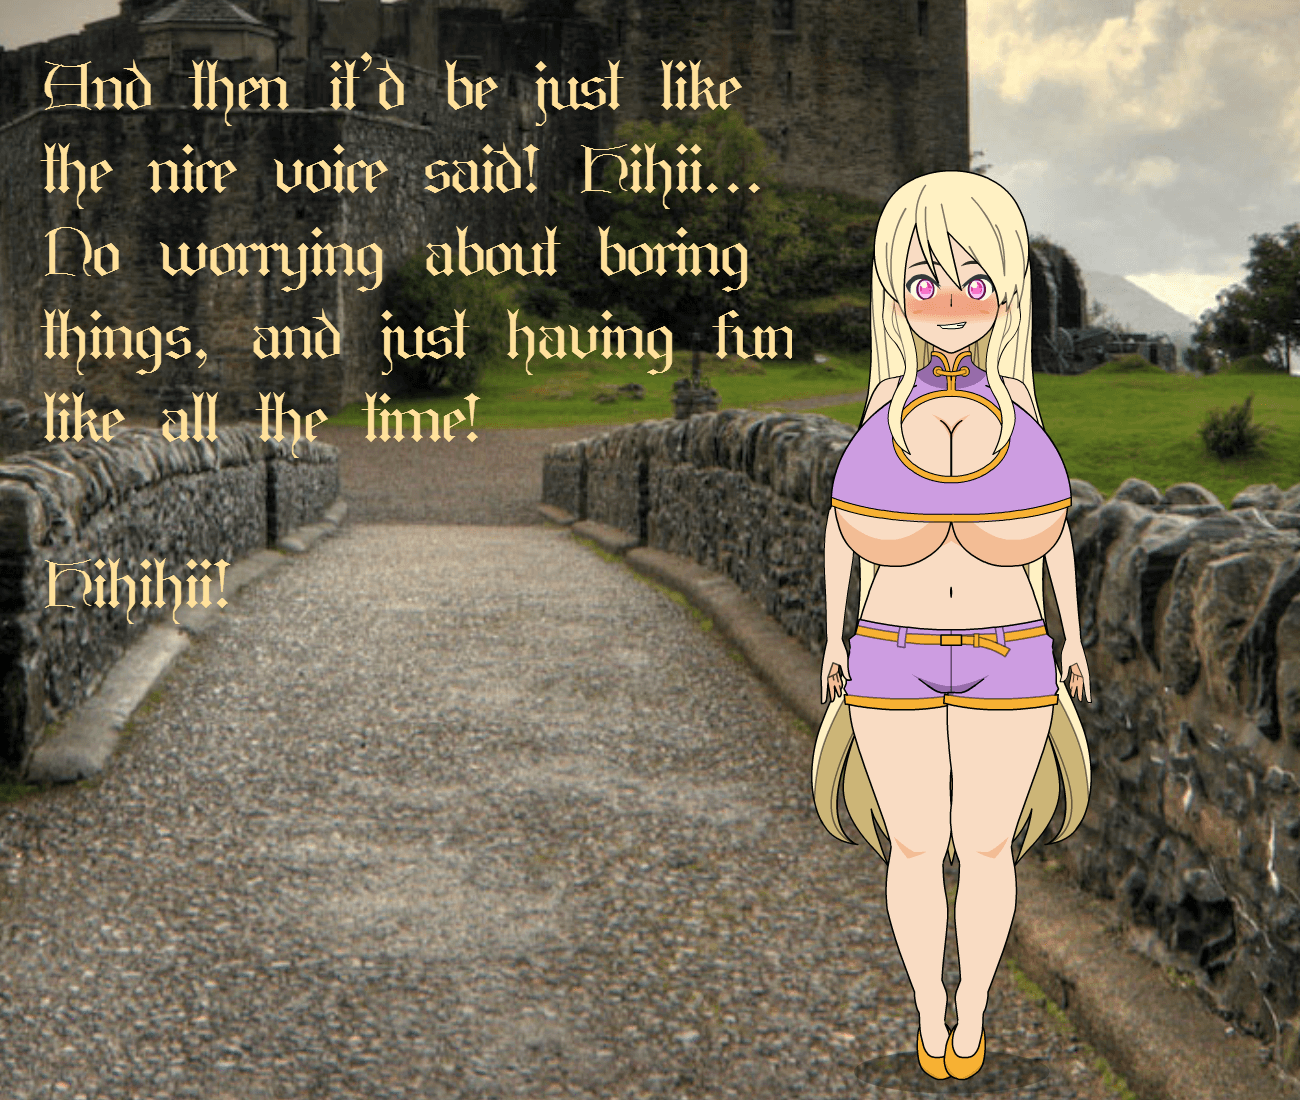 And then it'd be just like
the nice voice said! Hihii...
No worrying about boring
things, and just having fun
like all the time!
Hihihii!